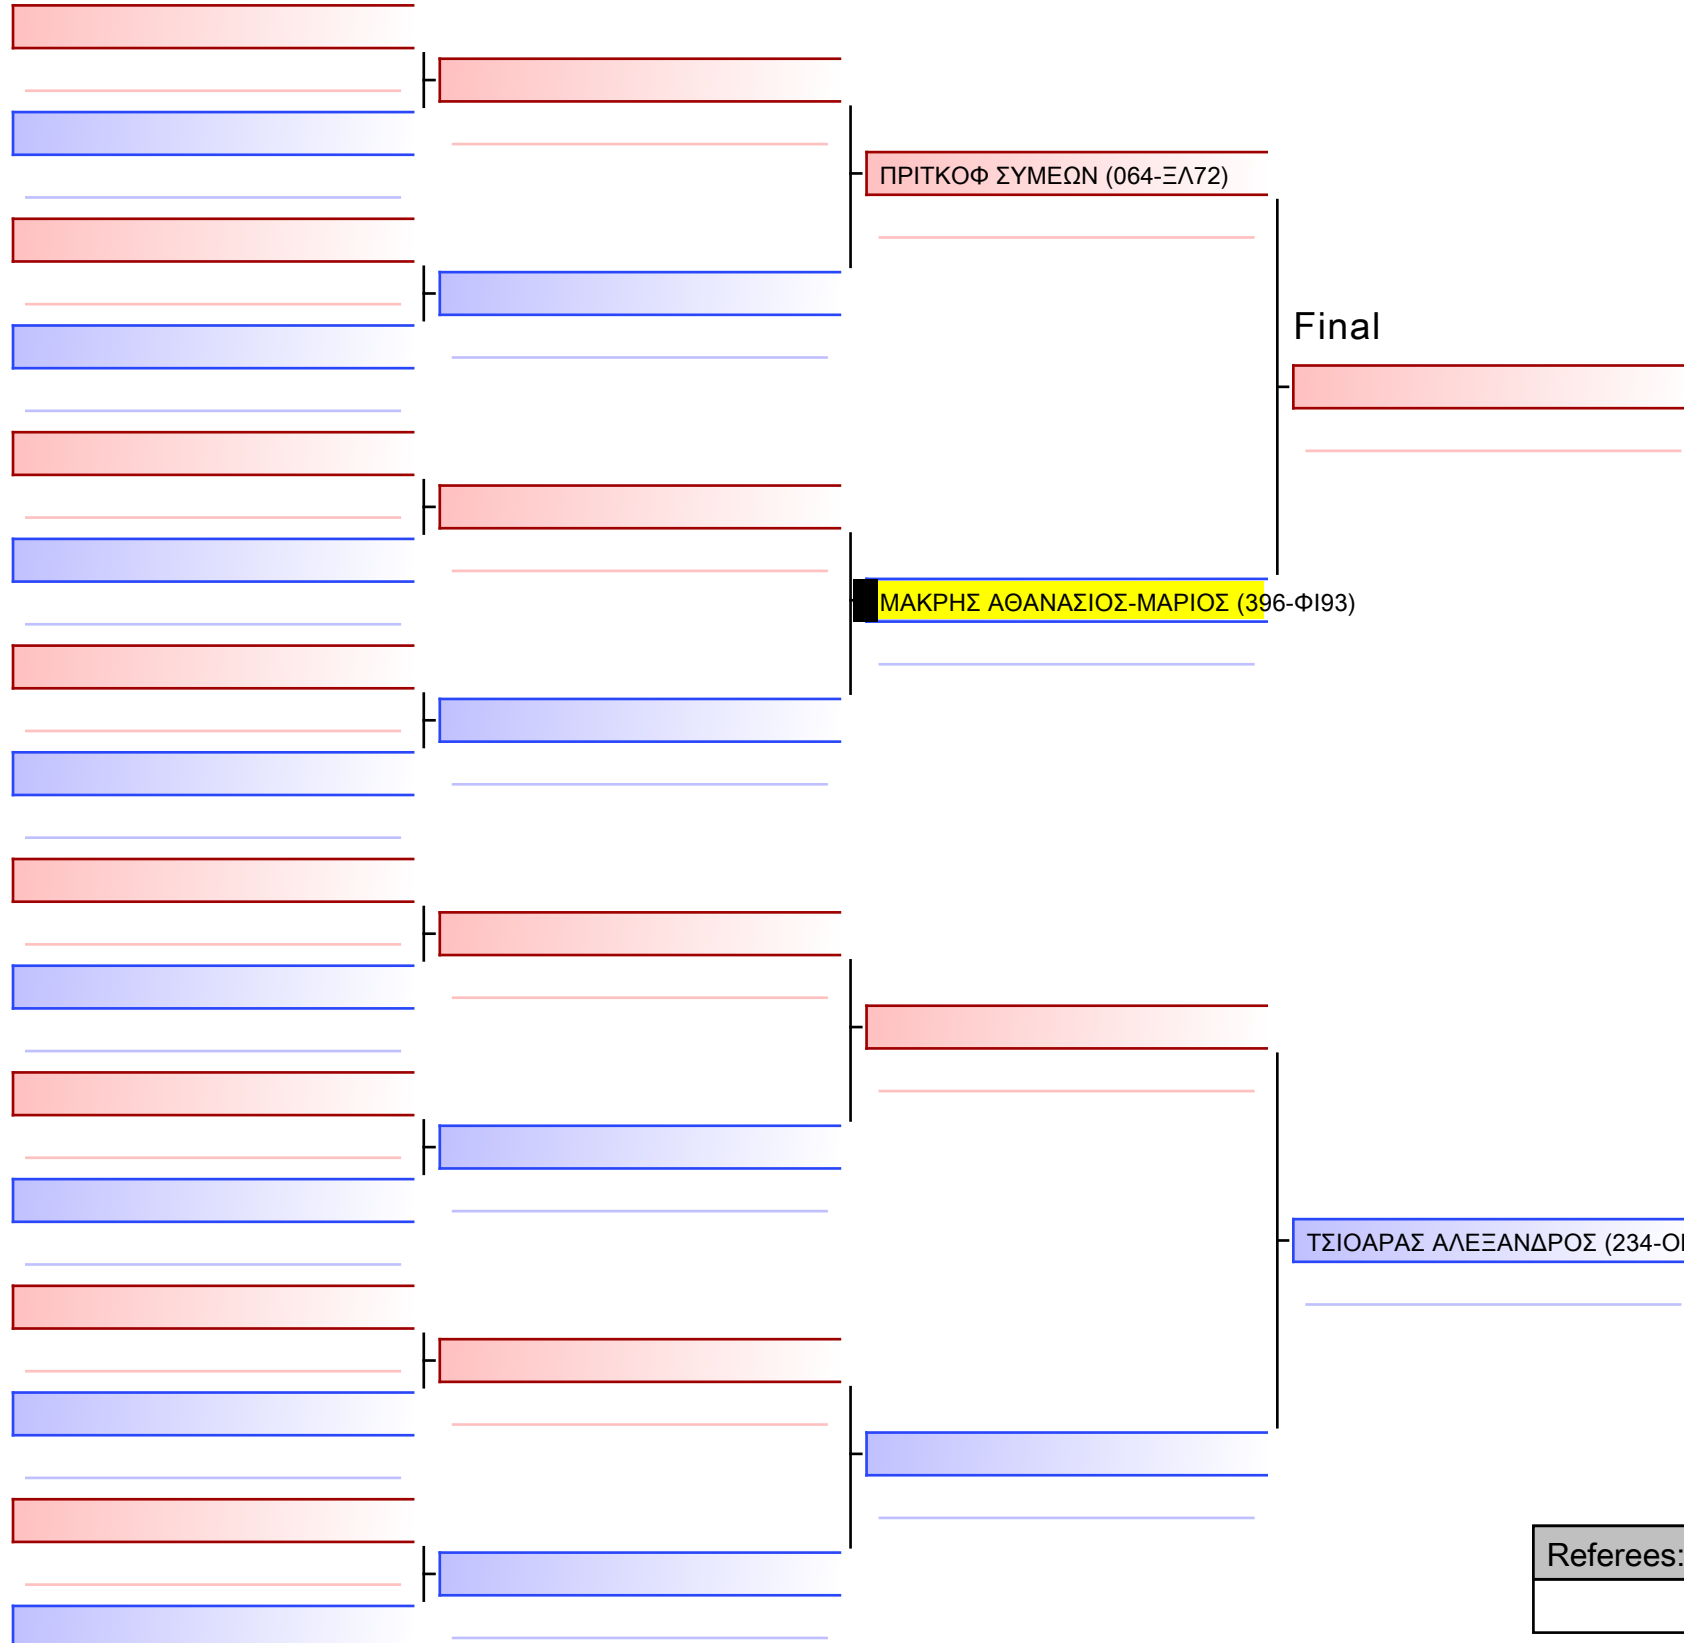 ΠΡΙΤΚΟΦ ΣΥΜΕΩΝ (064-ΞΛ72)
Final
ΜΑΚΡΗΣ ΑΘΑΝΑΣΙΟΣ-ΜΑΡΙΟΣ (396-ΦΙ93)
ΤΣΙΟΑΡΑΣ ΑΛΕΞΑΝΔΡΟΣ
Referees: